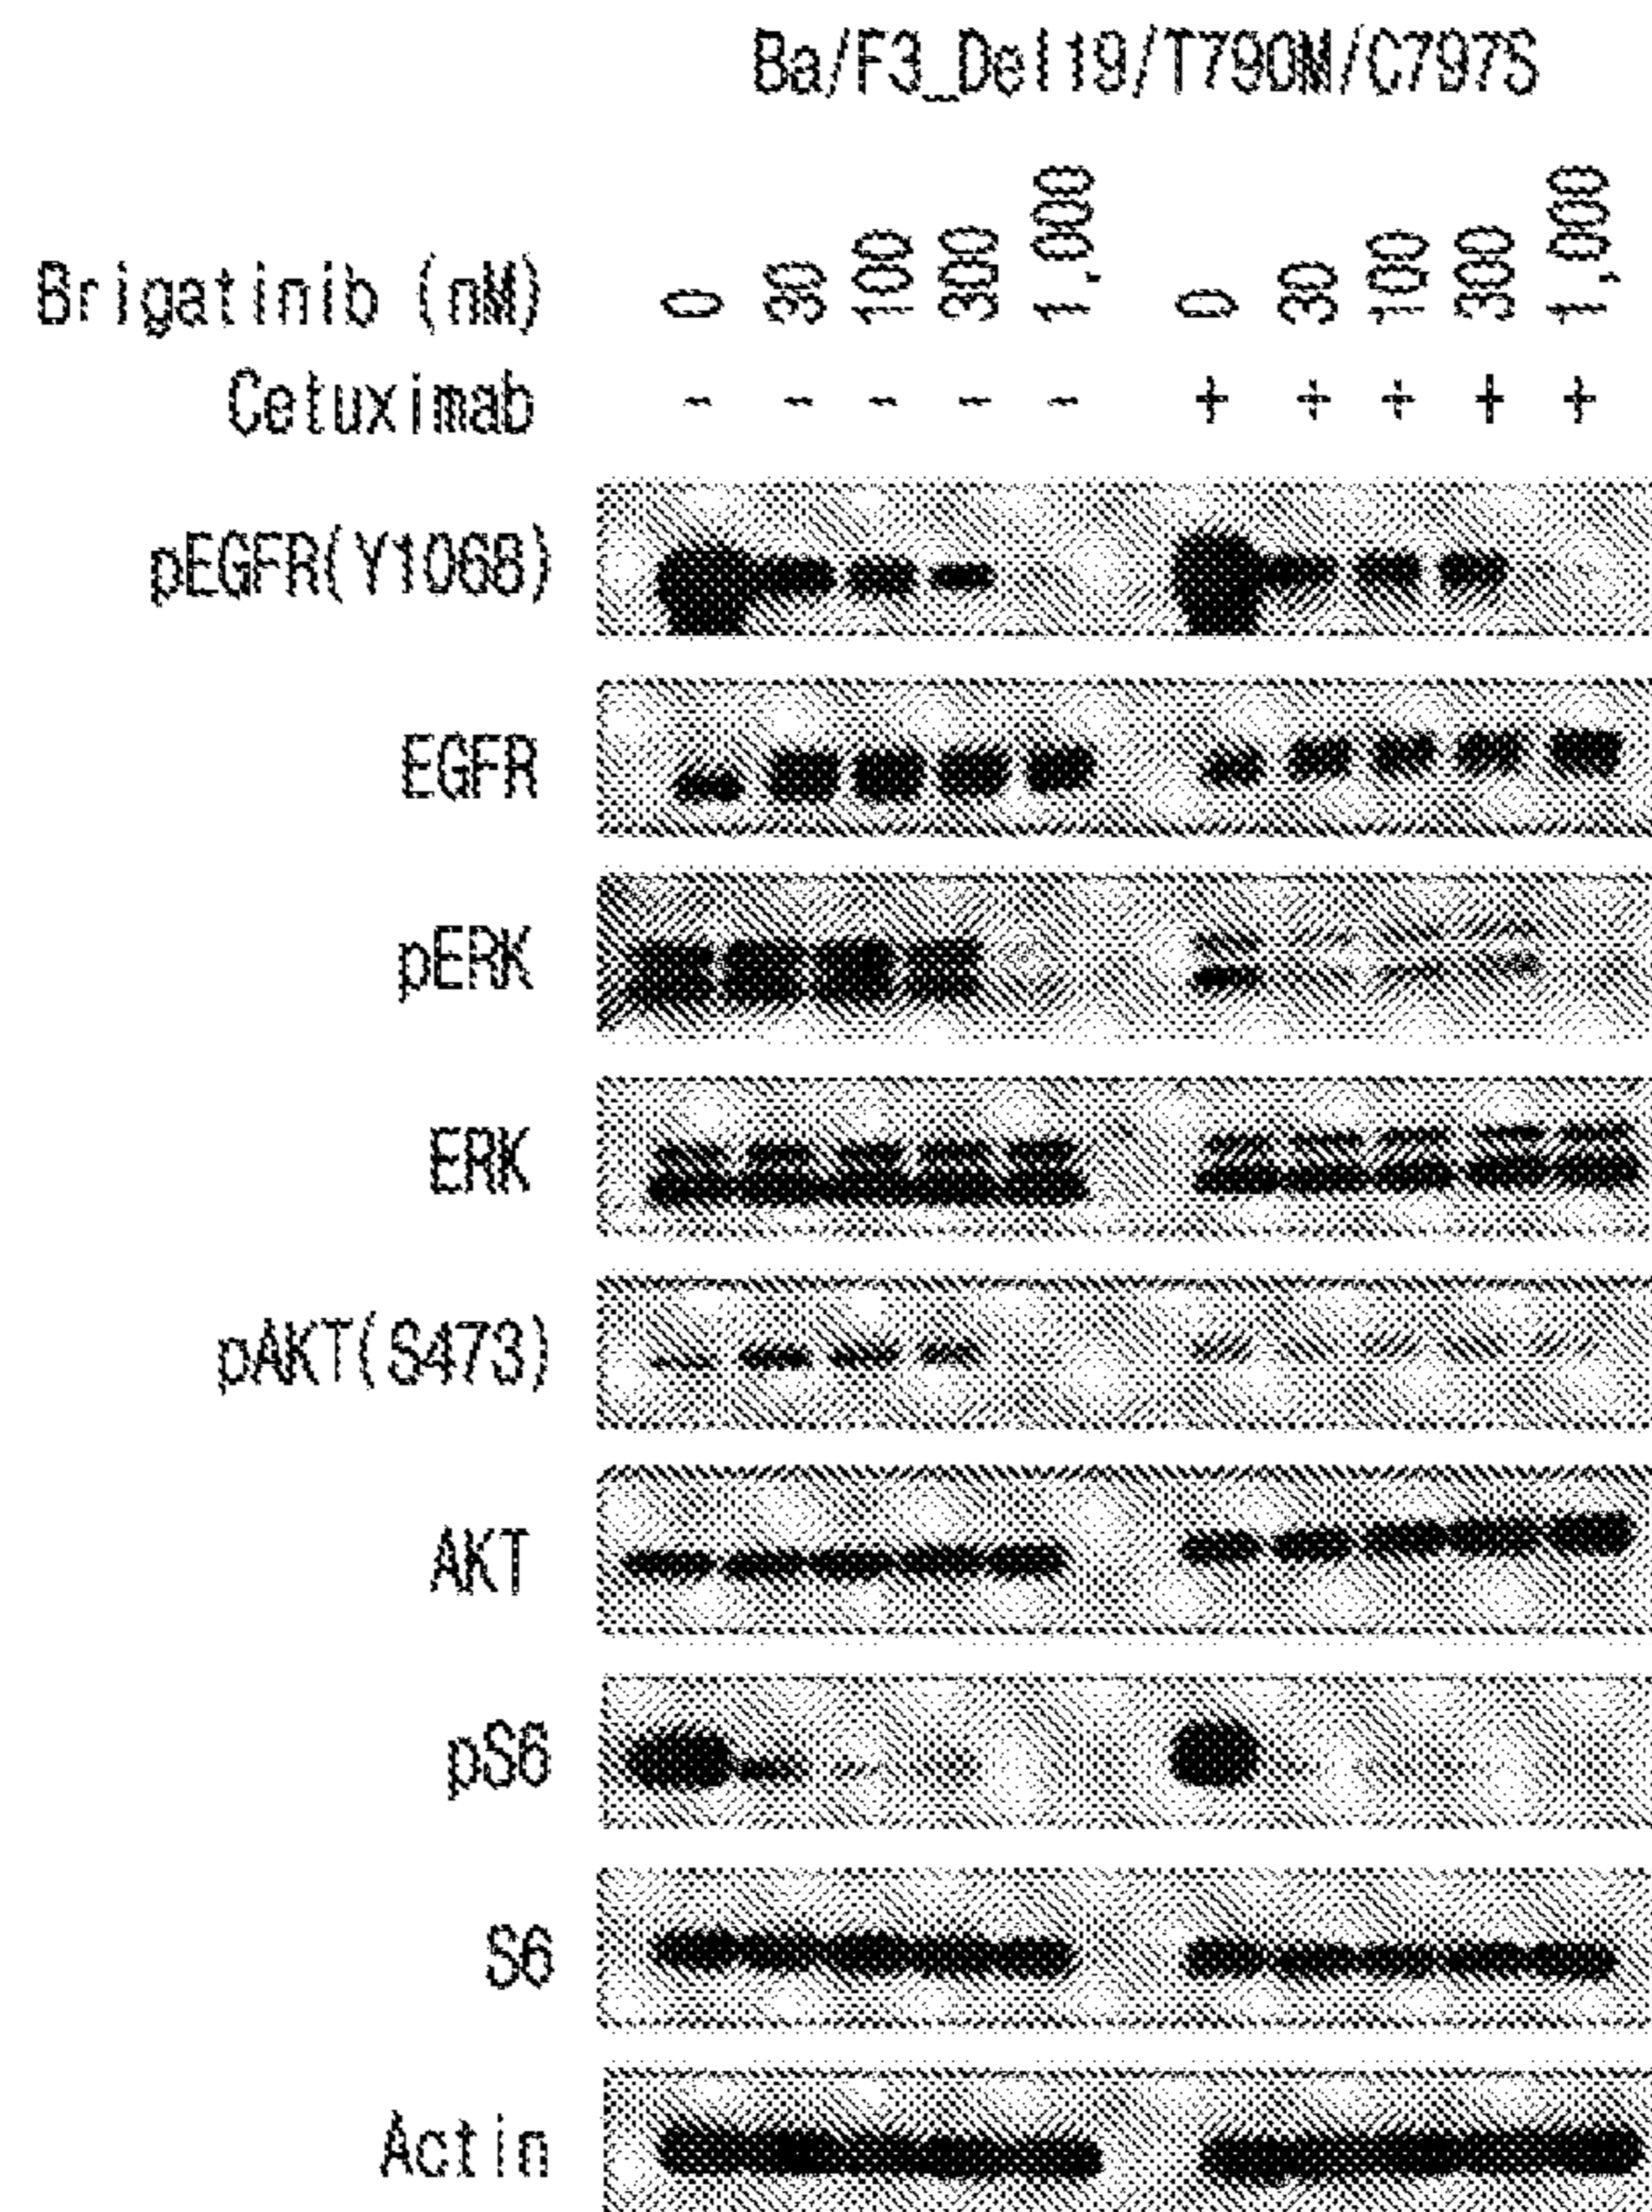 Ba/F3_Del19/T790M/C797S
Brigatinib (nM) 0 30 100 300 1,000 0 30 100 300 1,000
Cetuximab - - - - - + + + + +
pEGFR(Y1068)
EGFR
pERK
ERK
pAKT(S473)
AKT
pS6
S6
Actin